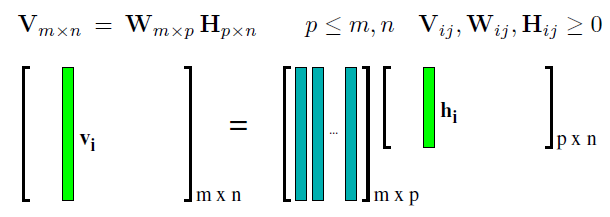 V_{m×n} = W_{m×p} H_{p×n} p ≤ m, n V_{ij}, W_{ij}, H_{ij} ≥ 0
[ v_i ]_{m x n} = [ ... ]_{m x p} [ h_i ]_{p x n}